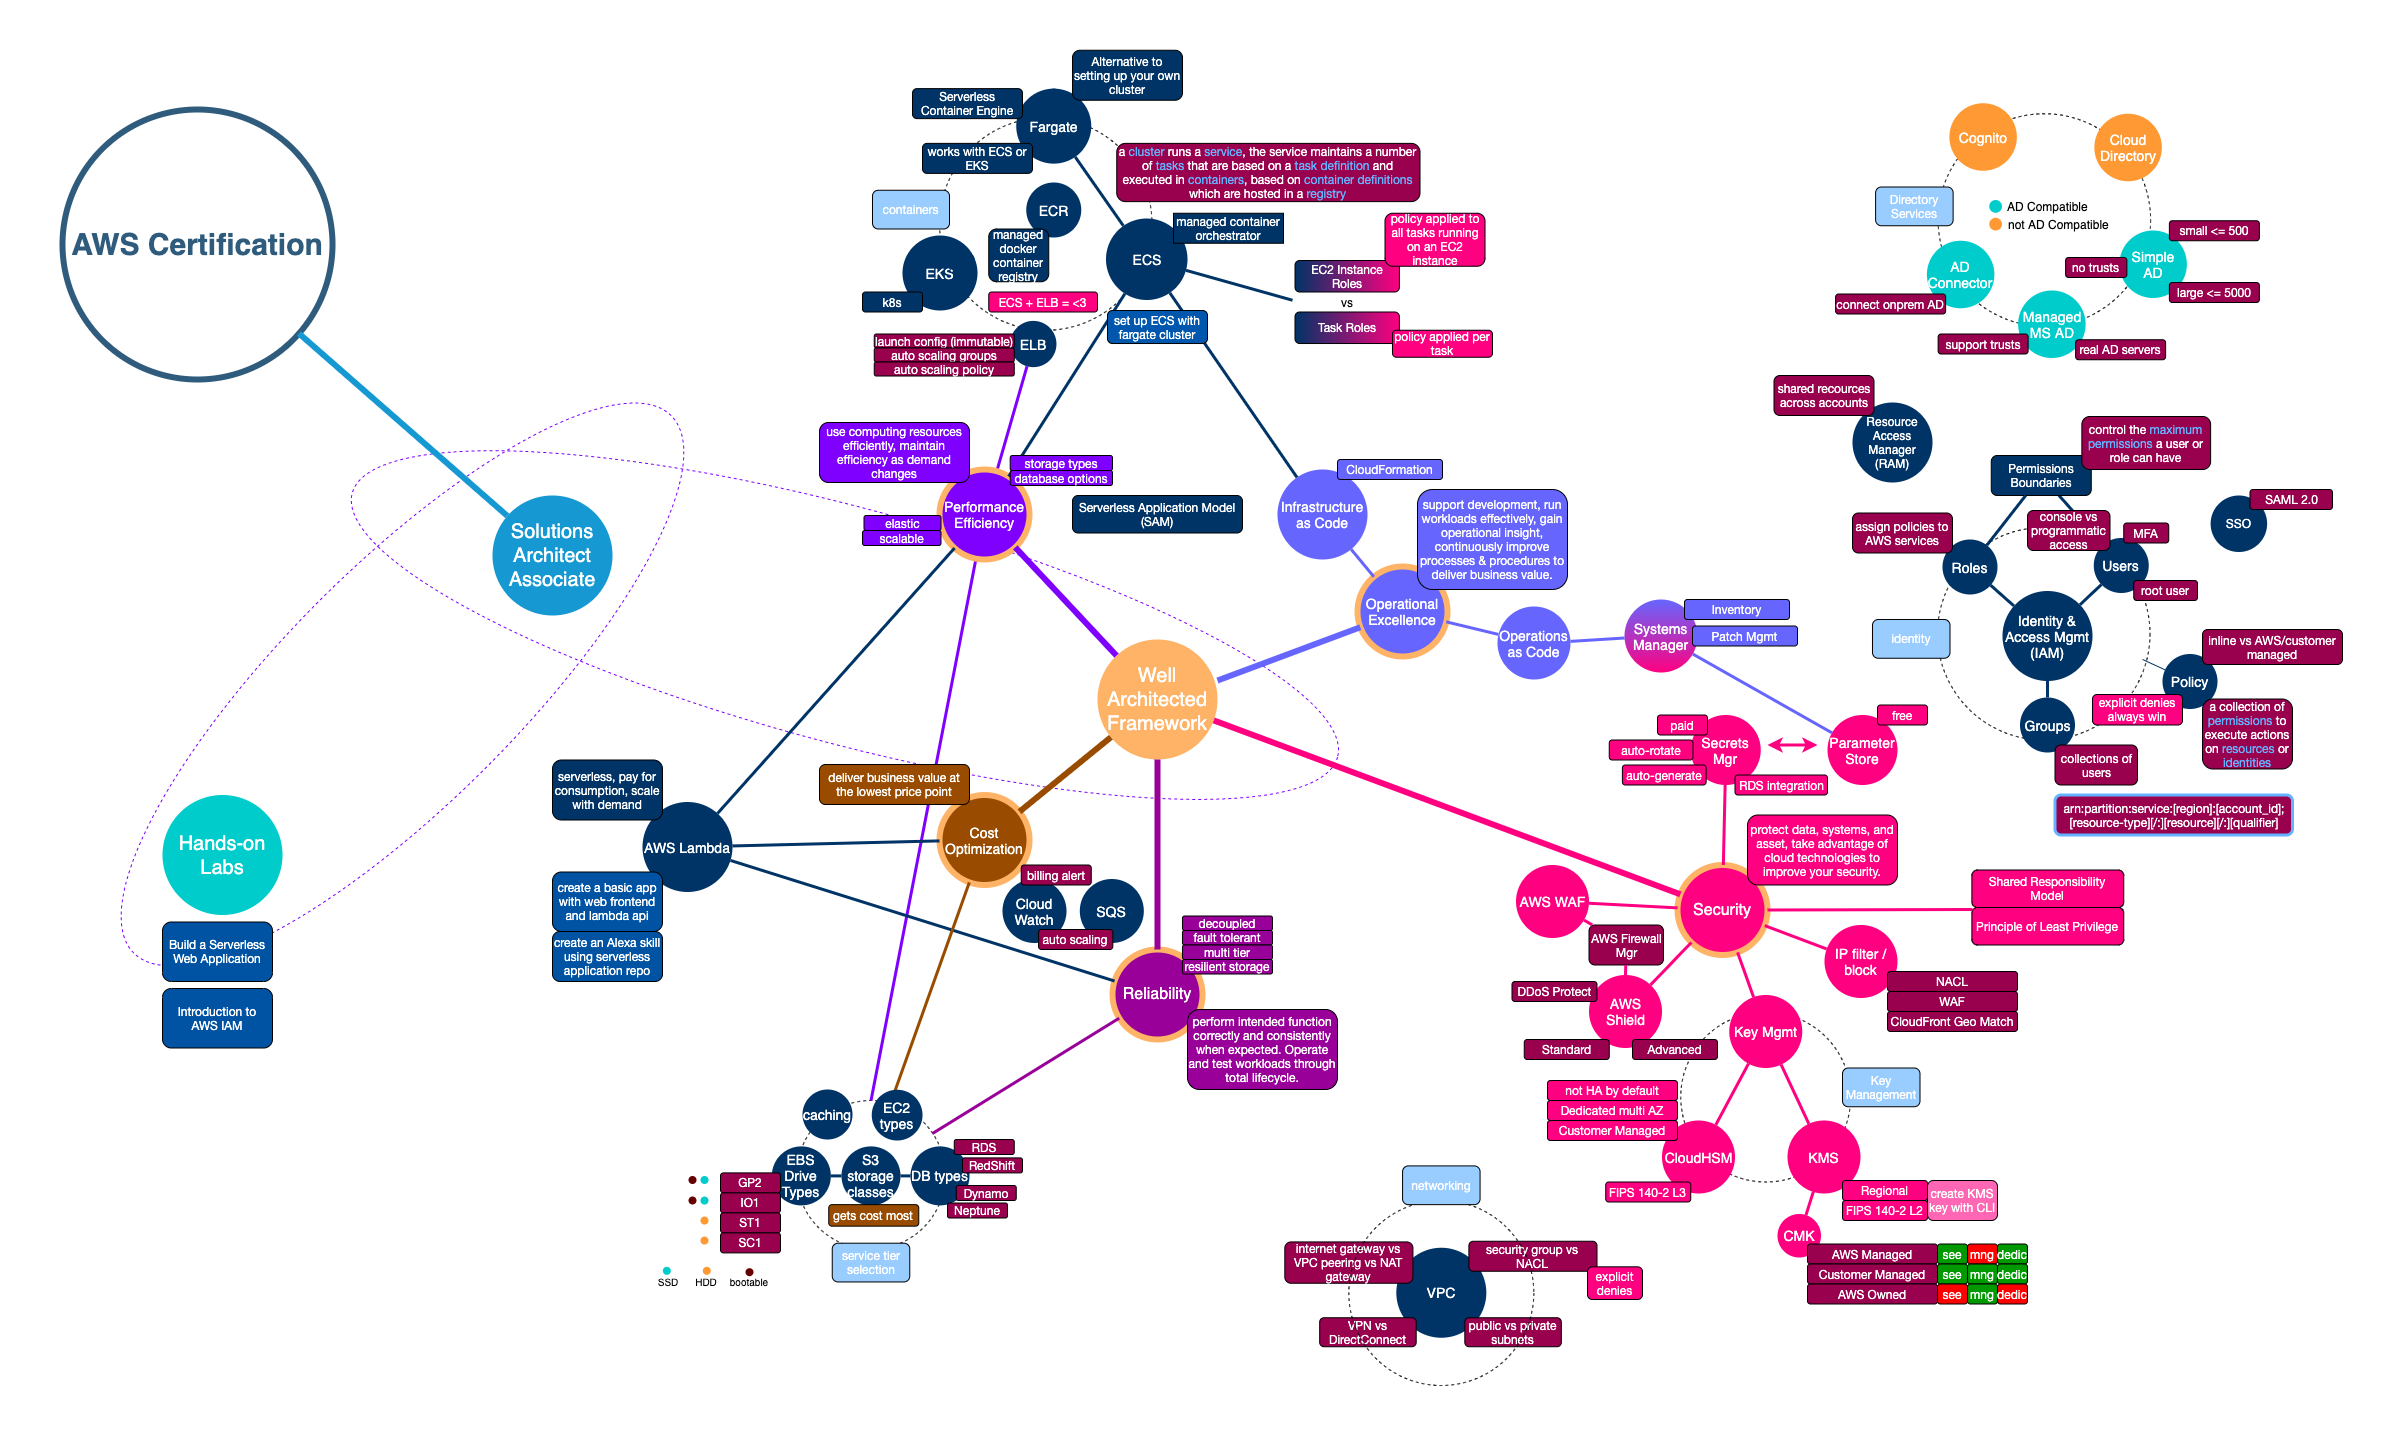 AWS Certification
Solutions
Architect
Associate
Hands-on
Labs
Build a Serverless
Web Application
Introduction to
AWS IAM
Alternative to
setting up your own
cluster
Serverless
Container Engine
Fargate
works with ECS or
EKS
containers
ECR
managed
docker
container
registry
EKS
k8s
ECS + ELB = <3
a cluster runs a service, the service maintains a number
of tasks that are based on a task definition and
executed in containers, based on container definitions
which are hosted in a registry
managed container
orchestrator
ECS
policy applied to
all tasks running
on an EC2
instance
EC2 Instance
Roles
vs
Task Roles
policy applied per
task
set up ECS with
fargate cluster
launch config (immutable)
auto scaling groups
auto scaling policy
ELB
use computing resources
efficiently, maintain
efficiency as demand
changes
storage types
database options
Performance
Efficiency
elastic
scalable
Serverless Application Model
(SAM)
CloudFormation
Infrastructure
as Code
support development, run
workloads effectively, gain
operational insight,
continuously improve
processes & procedures to
deliver business value.
Operational
Excellence
Operations
as Code
Systems
Manager
Inventory
Patch Mgmt
Well
Architected
Framework
serverless, pay for
consumption, scale
with demand
AWS Lambda
create a basic app
with web frontend
and lambda api
create an Alexa skill
using serverless
application repo
deliver business value at
the lowest price point
Cost
Optimization
billing alert
Cloud
Watch
SQS
auto scaling
decoupled
fault tolerant
multi tier
resilient storage
Reliability
perform intended function
correctly and consistently
when expected. Operate
and test workloads through
total lifecycle.
caching
EC2
types
EBS
Drive
Types
S3
storage
classes
DB types
RDS
RedShift
Dynamo
Neptune
gets cost most
service tier
selection
GP2
IO1
ST1
SC1
SSD
HDD
bootable
paid
auto-rotate
auto-generate
Secrets
Mgr
RDS integration
free
Parameter
Store
protect data, systems, and
asset, take advantage of
cloud technologies to
improve your security.
Security
Shared Responsibility
Model
Principle of Least Privilege
AWS WAF
AWS Firewall
Mgr
DDoS Protect
AWS
Shield
Standard
Advanced
IP filter /
block
NACL
WAF
CloudFront Geo Match
Key Mgmt
Key
Management
not HA by default
Dedicated multi AZ
Customer Managed
CloudHSM
FIPS 140-2 L3
KMS
Regional
FIPS 140-2 L2
create KMS
key with CLI
CMK
AWS Managed see mng dedic
Customer Managed see mng dedic
AWS Owned see mng dedic
networking
internet gateway vs
VPC peering vs NAT
gateway
security group vs
NACL
explicit
denies
VPC
VPN vs
DirectConnect
public vs private
subnets
Cognito
Cloud
Directory
Directory
Services
AD Compatible
not AD Compatible
small <= 500
Simple
AD
no trusts
large <= 5000
AD
Connector
connect onprem AD
Managed
MS AD
support trusts
real AD servers
shared recources
across accounts
Resource
Access
Manager
(RAM)
control the maximum
permissions a user or
role can have
Permissions
Boundaries
SAML 2.0
SSO
assign policies to
AWS services
console vs
programmatic
access
MFA
Roles
Users
root user
identity
Identity &
Access Mgmt
(IAM)
inline vs AWS/customer
managed
Policy
explicit denies
always win
a collection of
permissions to
execute actions
on resources or
identities
Groups
collections of
users
arn:partition:service:[region]:[account_id];
[resource-type][/:][resource][/:][qualifier]